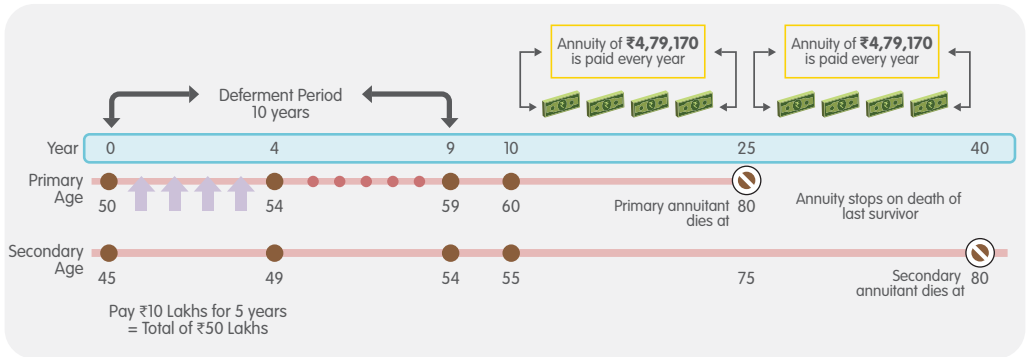 Annuity of ₹4,79,170
is paid every year
Annuity of ₹4,79,170
is paid every year
Deferment Period
10 years
Year 0 4 9 10 25 40
Primary
Age
50 54 59 60 Primary annuitant
dies at 80
Annuity stops on death of
last survivor
Secondary
Age
45 49 54 55 75 Secondary
annuitant dies at 80
Pay ₹10 Lakhs for 5 years
= Total of ₹50 Lakhs